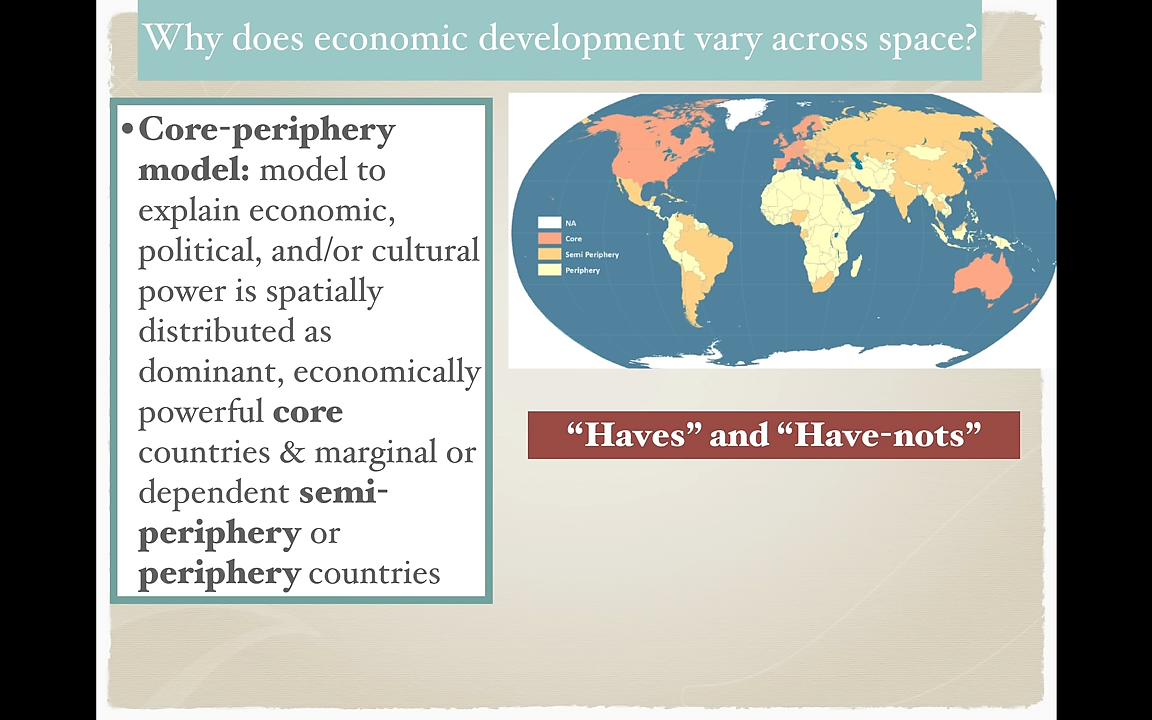 Why does economic development vary across space?
•Core-periphery
model: model to
explain economic,
political, and/or cultural
power is spatially
distributed as
dominant, economically
powerful core
countries & marginal or
dependent semi-
periphery or
periphery countries
NA
Core
Semi Periphery
Periphery
“Haves” and “Have-nots”